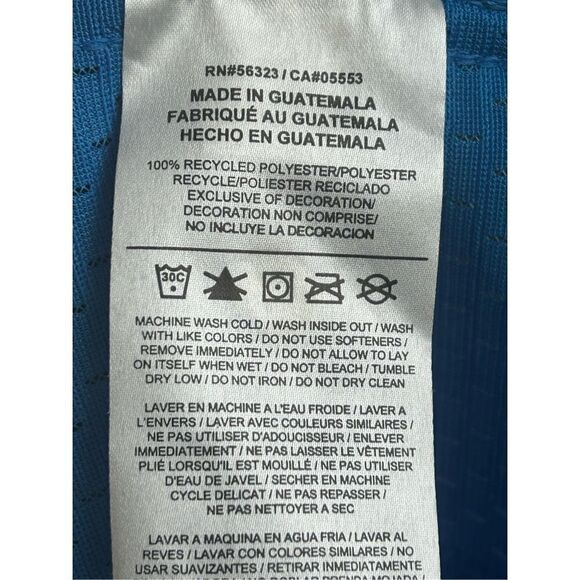 RN#56323 / CA#05553
MADE IN GUATEMALA
FABRIQUÉ AU GUATEMALA
HECHO EN GUATEMALA
100% RECYCLED POLYESTER/POLYESTER
RECYCLE/POLIESTER RECICLADO
EXCLUSIVE OF DECORATION/
DECORATION NON COMPRISE/
NO INCLUYE LA DECORACIÓN
30C
MACHINE WASH COLD / WASH INSIDE OUT / WASH
WITH LIKE COLORS / DO NOT USE SOFTENERS /
REMOVE IMMEDIATELY / DO NOT ALLOW TO LAY
ON ITSELF WHEN WET / DO NOT BLEACH / TUMBLE
DRY LOW / DO NOT IRON / DO NOT DRY CLEAN
LAVER EN MACHINE A L'EAU FROIDE / LAVER A
L'ENVERS / LAVER AVEC COULEURS SIMILAIRES /
NE PAS UTILISER D'ADOUCISSEUR / ENLEVER
IMMEDIATEMENT / NE PAS LAISSER LE VÊTEMENT
PLIÉ LORSQU'IL EST MOUILLÉ / NE PAS UTILISER
D'EAU DE JAVEL / SECHER EN MACHINE
CYCLE DELICAT / NE PAS REPASSER /
NE PAS NETTOYER A SEC
LAVAR A MAQUINA EN AGUA FRIA / LAVAR AL
REVES / LAVAR CON COLORES SIMILARES / NO
USAR SUAVIZANTES / RETIRAR INMEDIATAMENTE
DOBLAR PRENDA MOJADA /